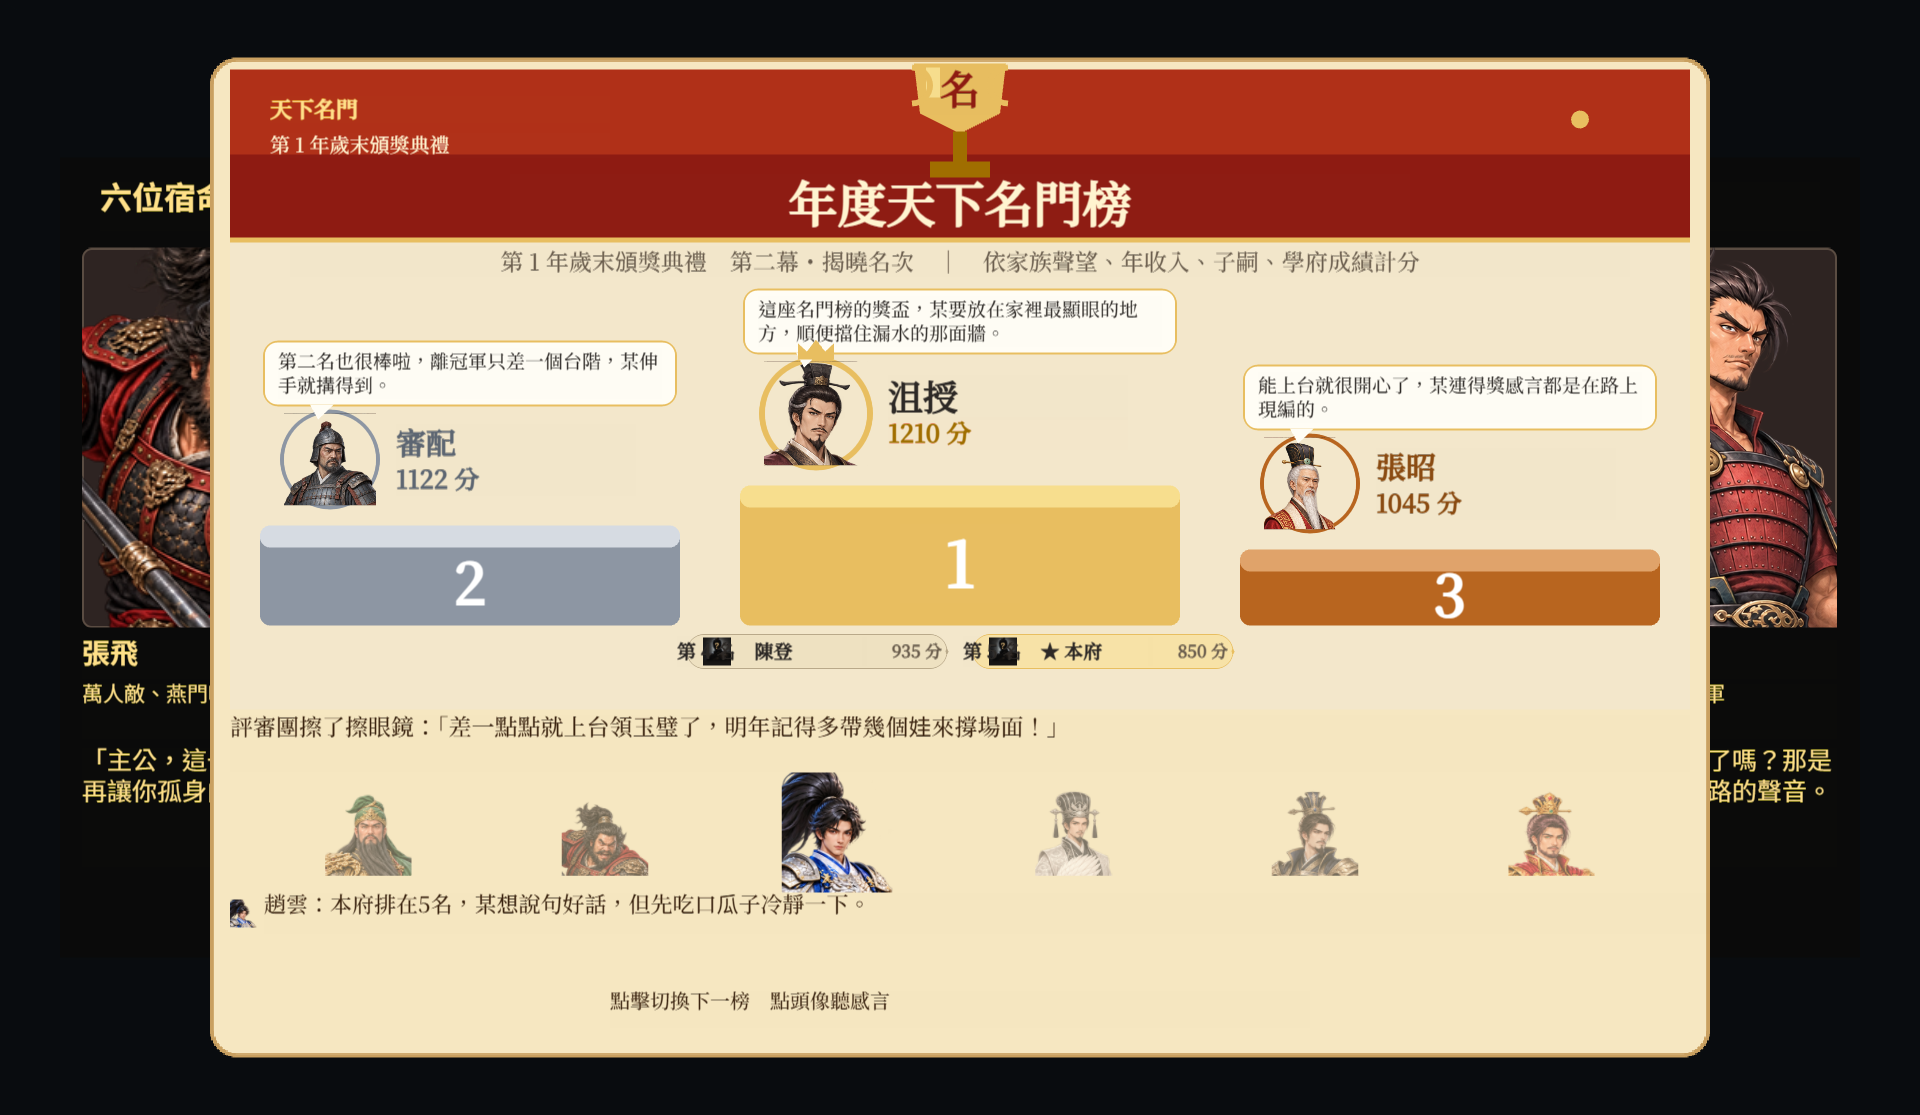 名
天下名門
第 1 年歲末頒獎典禮
年度天下名門榜
第 1 年歲末頒獎典禮　第二幕・揭曉名次　｜　依家族聲望、年收入、子嗣、學府成績計分
這座名門榜的獎盃，某要放在家裡最顯眼的地
方，順便擋住漏水的那面牆。
第二名也很棒啦，離冠軍只差一個台階，某伸
手就搆得到。
能上台就很開心了，某連得獎感言都是在路上
現編的。
沮授
1210 分
審配
1122 分
張昭
1045 分
2
1
3
第
陳登
935 分
第
★ 本府
850 分
評審團擦了擦眼鏡：「差一點點就上台領玉璧了，明年記得多帶幾個娃來撐場面！」
趙雲：本府排在5名，某想說句好話，但先吃口瓜子冷靜一下。
點擊切換下一榜　點頭像聽感言
六位宿
張飛
萬人敵、燕門
「主公，這
再讓你孤身
軍
了嗎？那是
路的聲音。